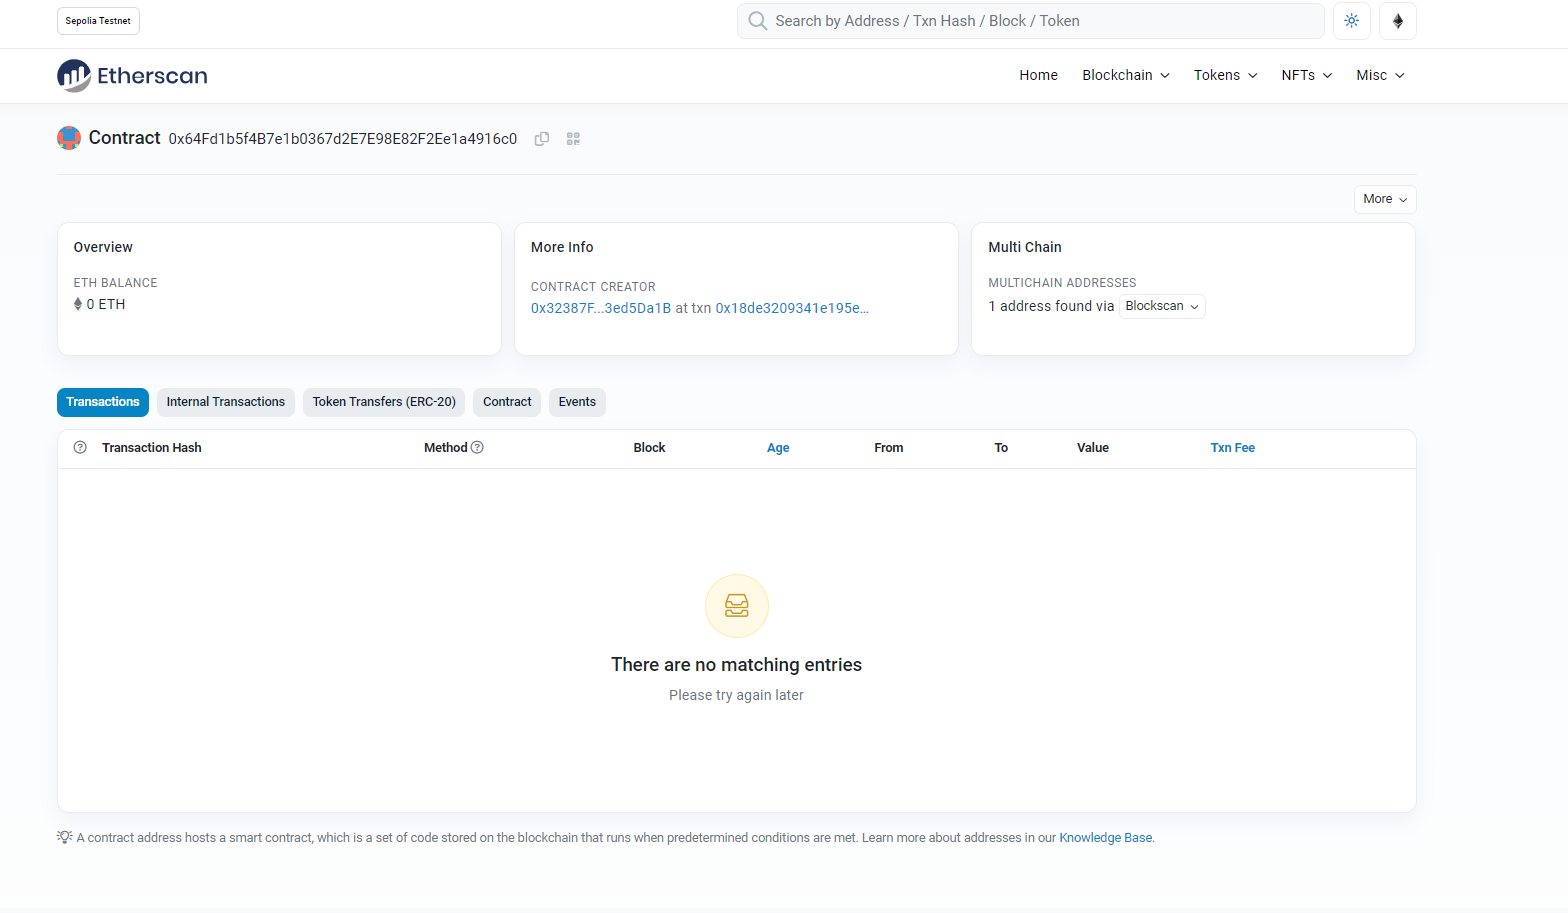 Sepolia Testnet
Search by Address / Txn Hash / Block / Token
Etherscan
Home Blockchain Tokens NFTs Misc
Contract 0x64Fd1b5f4B7e1b0367d2E7E98E82F2Ee1a4916c0
More
Overview
ETH BALANCE
0 ETH
More Info
CONTRACT CREATOR
0x32387F...3ed5Da1B at txn 0x18de3209341e195e...
Multi Chain
MULTICHAIN ADDRESSES
1 address found via Blockscan
Transactions Internal Transactions Token Transfers (ERC-20) Contract Events
Transaction Hash Method Block Age From To Value Txn Fee
There are no matching entries
Please try again later
A contract address hosts a smart contract, which is a set of code stored on the blockchain that runs when predetermined conditions are met. Learn more about addresses in our Knowledge Base.